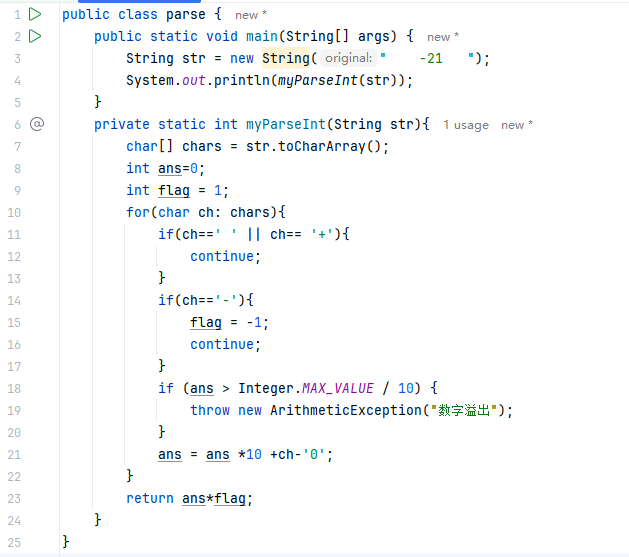 1 public class parse { new *
2 public static void main(String[] args) { new *
3 String str = new String( original: "    -21   ");
4 System.out.println(myParseInt(str));
5 }
6 @ private static int myParseInt(String str){ 1 usage new *
7 char[] chars = str.toCharArray();
8 int ans=0;
9 int flag = 1;
10 for(char ch: chars){
11 if(ch==' ' || ch== '+'){
12 continue;
13 }
14 if(ch=='-'){
15 flag = -1;
16 continue;
17 }
18 if (ans > Integer.MAX_VALUE / 10) {
19 throw new ArithmeticException("数字溢出");
20 }
21 ans = ans *10 +ch-'0';
22 }
23 return ans*flag;
24 }
25 }